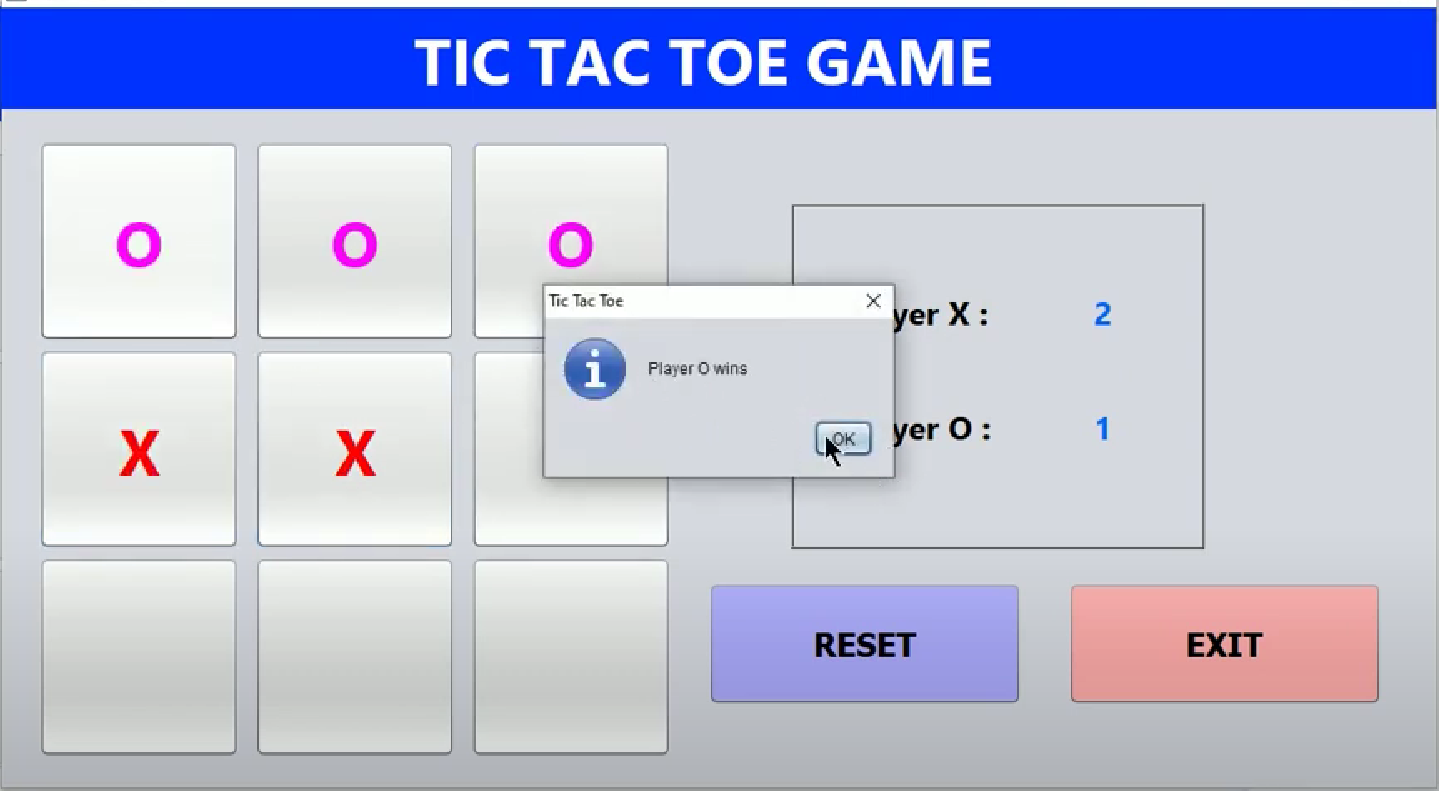 TIC TAC TOE GAME
O O O
Tic Tac Toe
yer X : 2
Player O wins
yer O : 1
OK
X X
RESET EXIT